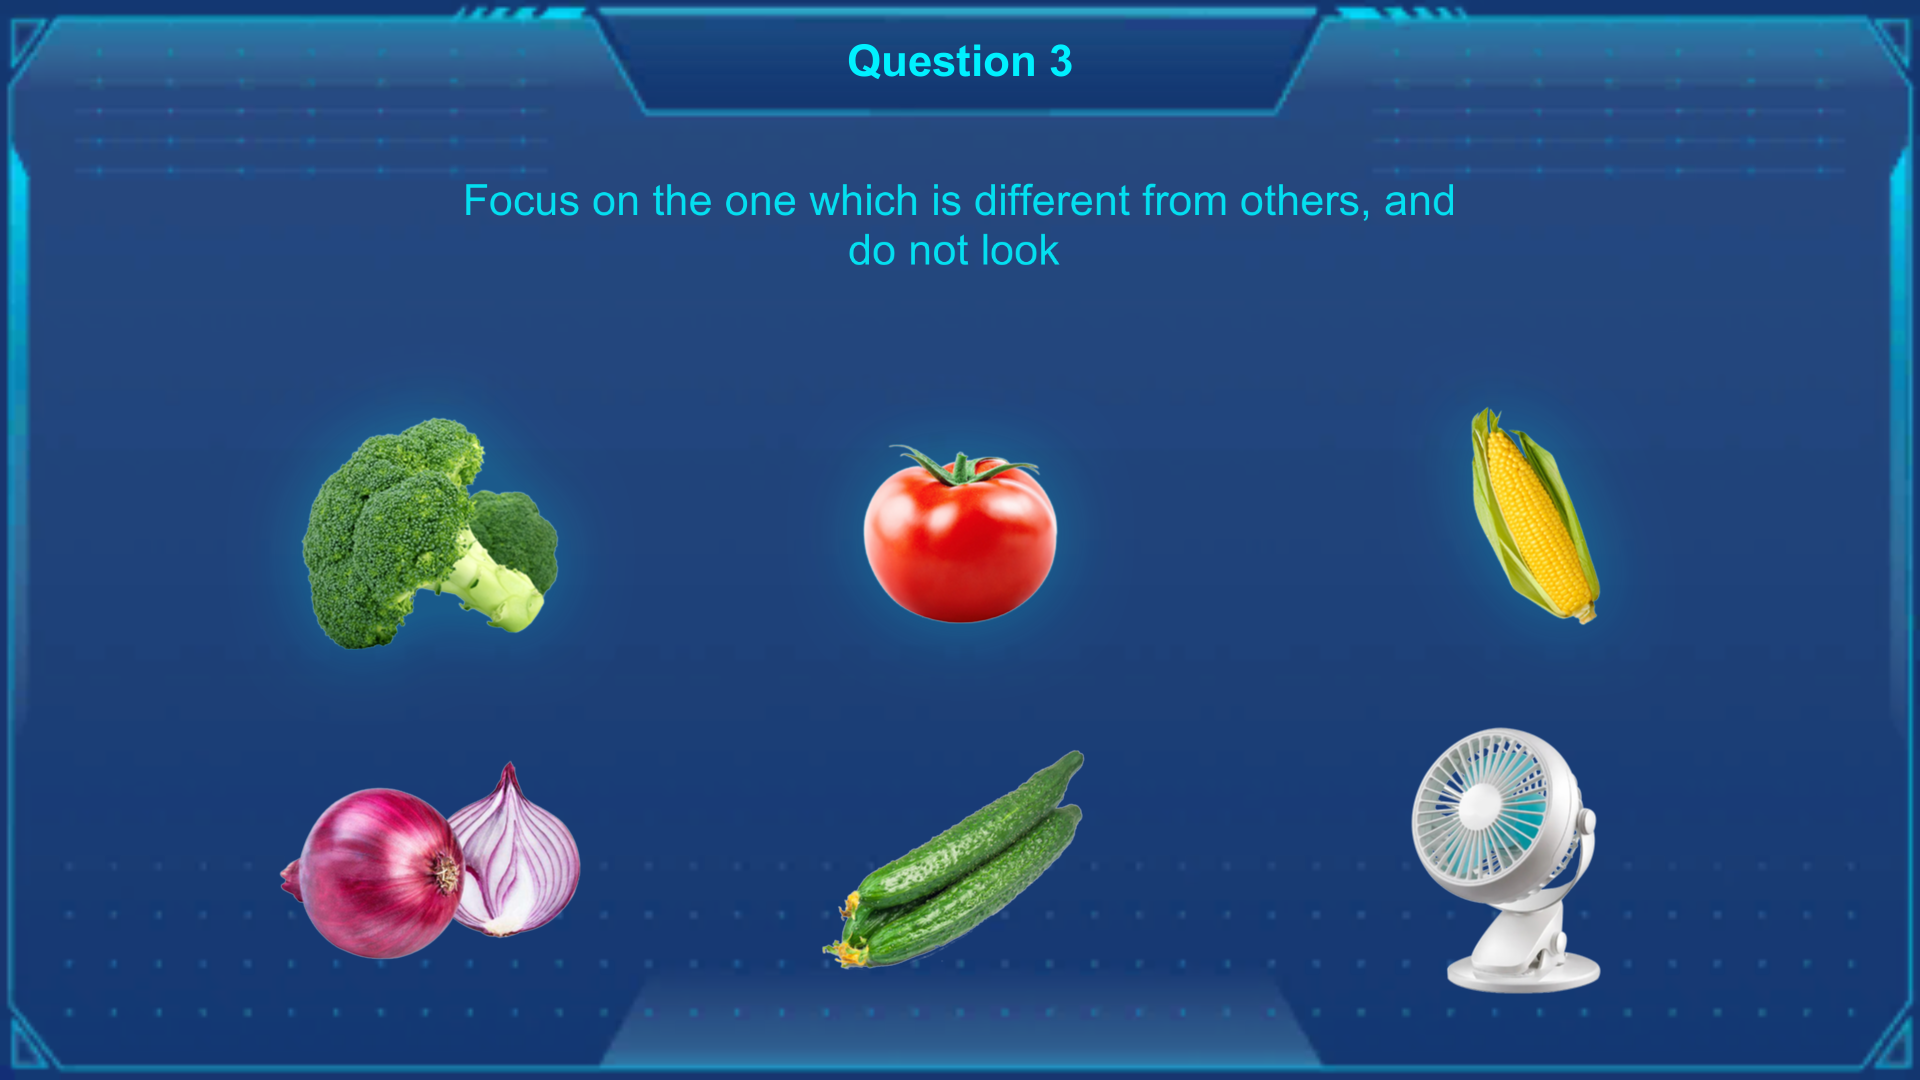 Question 3
Focus on the one which is different from others, and
do not look